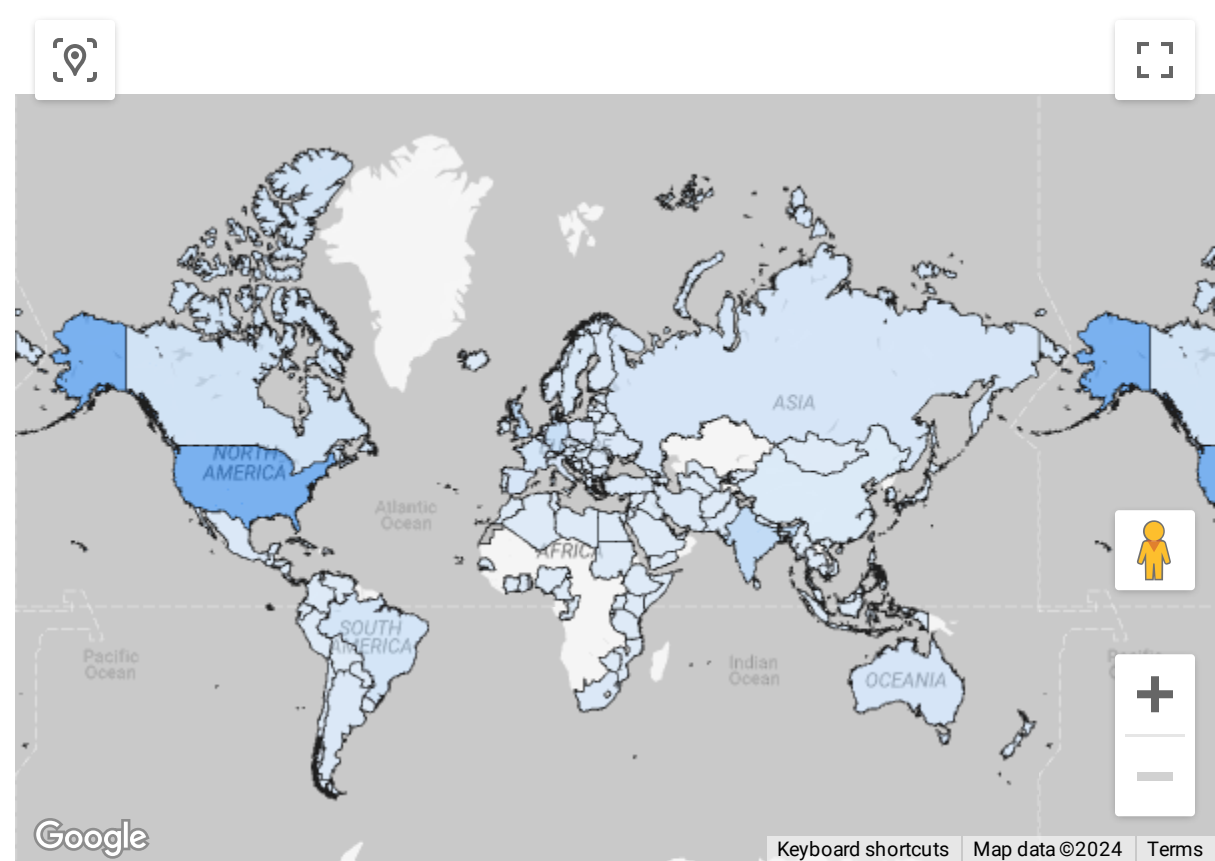 ASIA
NORTH
AMERICA
Atlantic
Ocean
AFRICA
SOUTH
AMERICA
Pacific
Ocean
Indian
Ocean
OCEANIA
Google
Keyboard shortcuts
Map data ©2024
Terms